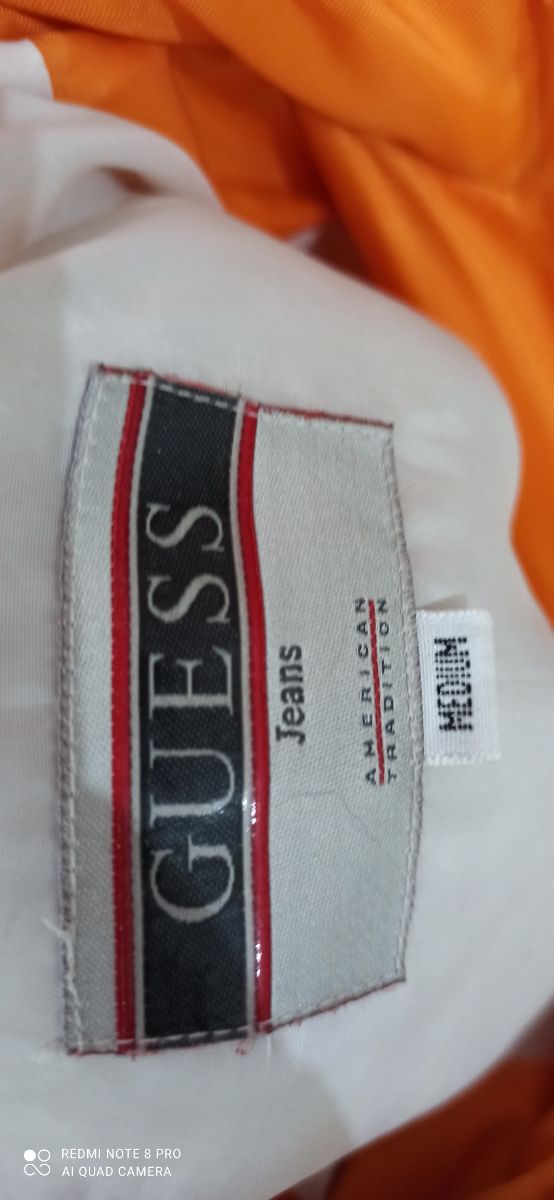 GUESS
Jeans
AMERICAN
TRADITION
MEDIUM
REDMI NOTE 8 PRO
AI QUAD CAMERA